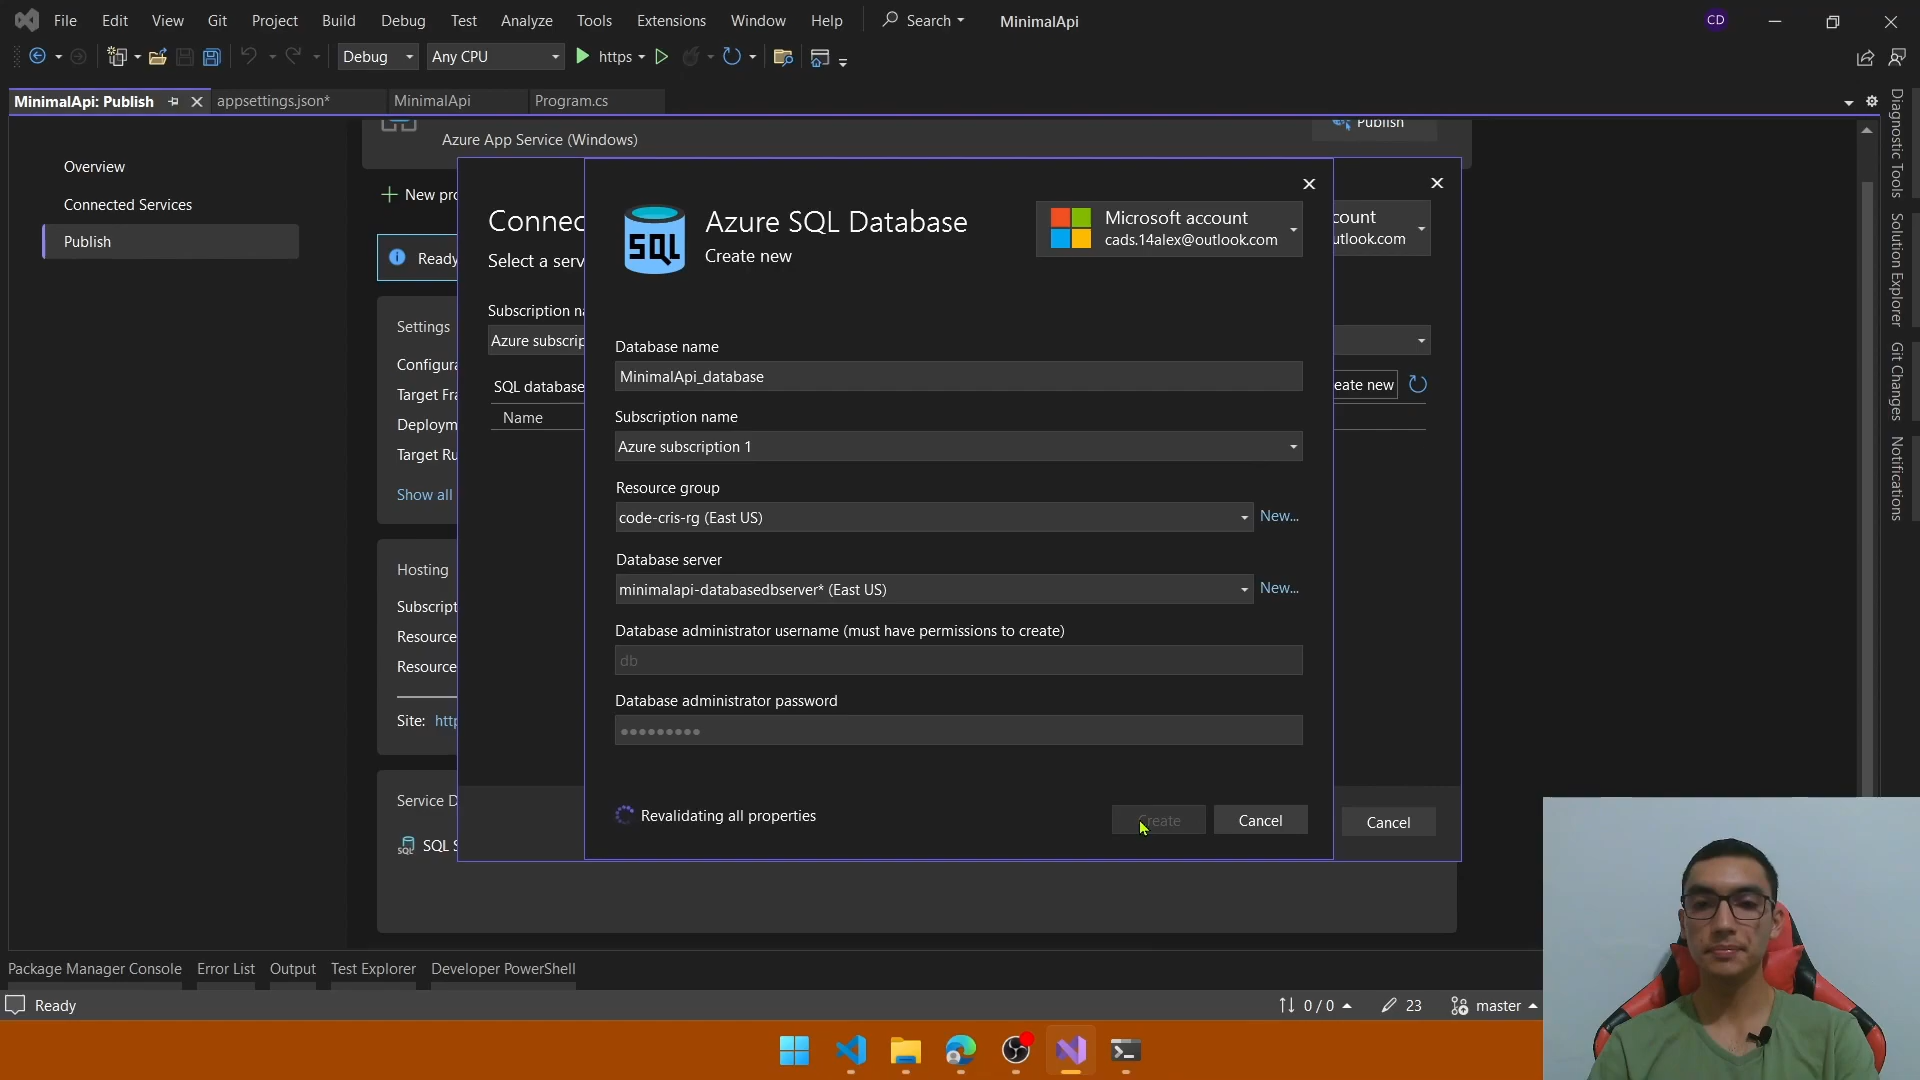 File Edit View Git Project Build Debug Test Analyze Tools Extensions Window Help Search MinimalApi CD
Debug Any CPU https
MinimalApi: Publish appsettings.json* MinimalApi Program.cs
Diagnostic Tools
Solution Explorer
Git Changes
Notifications
Overview
Connected Services
Publish
Azure App Service (Windows)
Publish
New pro
Ready
Settings
Configura
Target Fra
Deploym
Target Ru
Show all
Hosting
Subscript
Resource
Resource
Site: http
Service D
SQL S
Connec
Select a serv
Subscription na
Azure subscrip
SQL database
Name
count
utlook.com
eate new
Cancel
SQL
Azure SQL Database
Create new
Microsoft account
cads.14alex@outlook.com
Database name
MinimalApi_database
Subscription name
Azure subscription 1
Resource group
code-cris-rg (East US) New...
Database server
minimalapi-databasedbserver* (East US) New...
Database administrator username (must have permissions to create)
db
Database administrator password
Revalidating all properties
Create Cancel
Package Manager Console Error List Output Test Explorer Developer PowerShell
Ready 0 / 0 23 master